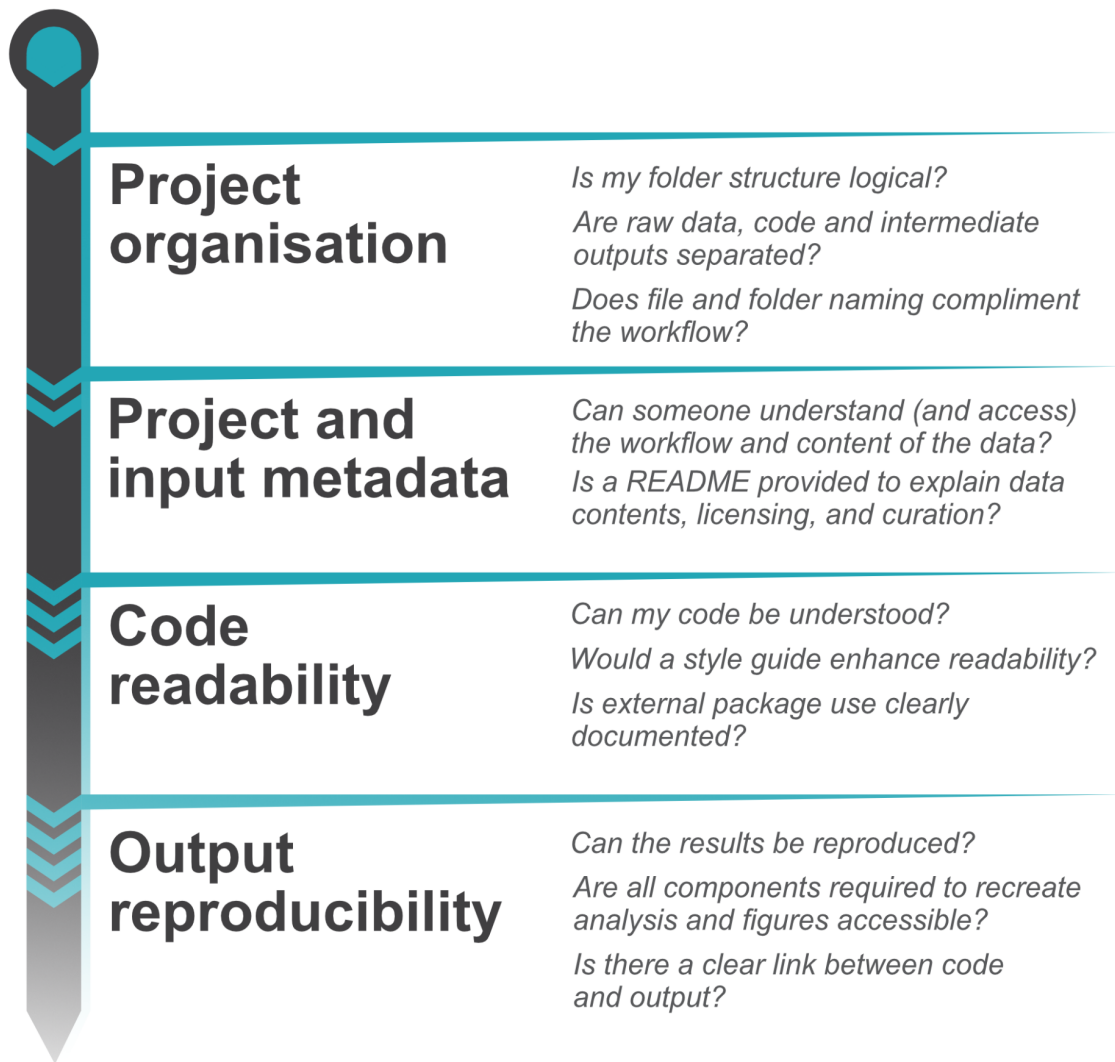 Project
organisation
Is my folder structure logical?
Are raw data, code and intermediate
outputs separated?
Does file and folder naming compliment
the workflow?
Project and
input metadata
Can someone understand (and access)
the workflow and content of the data?
Is a README provided to explain data
contents, licensing, and curation?
Code
readability
Can my code be understood?
Would a style guide enhance readability?
Is external package use clearly
documented?
Output
reproducibility
Can the results be reproduced?
Are all components required to recreate
analysis and figures accessible?
Is there a clear link between code
and output?